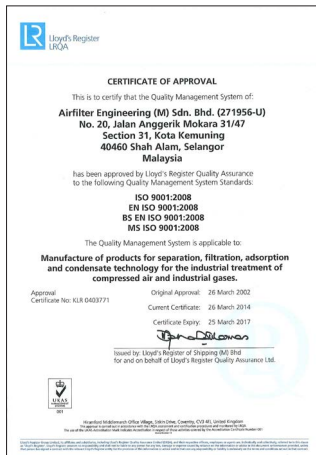 Lloyd's Register
LRQA
CERTIFICATE OF APPROVAL
This is to certify that the Quality Management System of:
Airfilter Engineering (M) Sdn. Bhd. (271956-U)
No. 20, Jalan Anggerik Mokara 31/47
Section 31, Kota Kemuning
40460 Shah Alam, Selangor
Malaysia
has been approved by Lloyd's Register Quality Assurance
to the following Quality Management System Standards:
ISO 9001:2008
EN ISO 9001:2008
BS EN ISO 9001:2008
MS ISO 9001:2008
The Quality Management System is applicable to:
Manufacture of products for separation, filtration, adsorption
and condensate technology for the industrial treatment of
compressed air and industrial gases.
Approval
Certificate No: KLR 0403771
Original Approval: 26 March 2002
Current Certificate: 26 March 2014
Certificate Expiry: 25 March 2017
Issued by: Lloyd's Register of Shipping (M) Bhd
for and on behalf of Lloyd's Register Quality Assurance Ltd.
UKAS
001